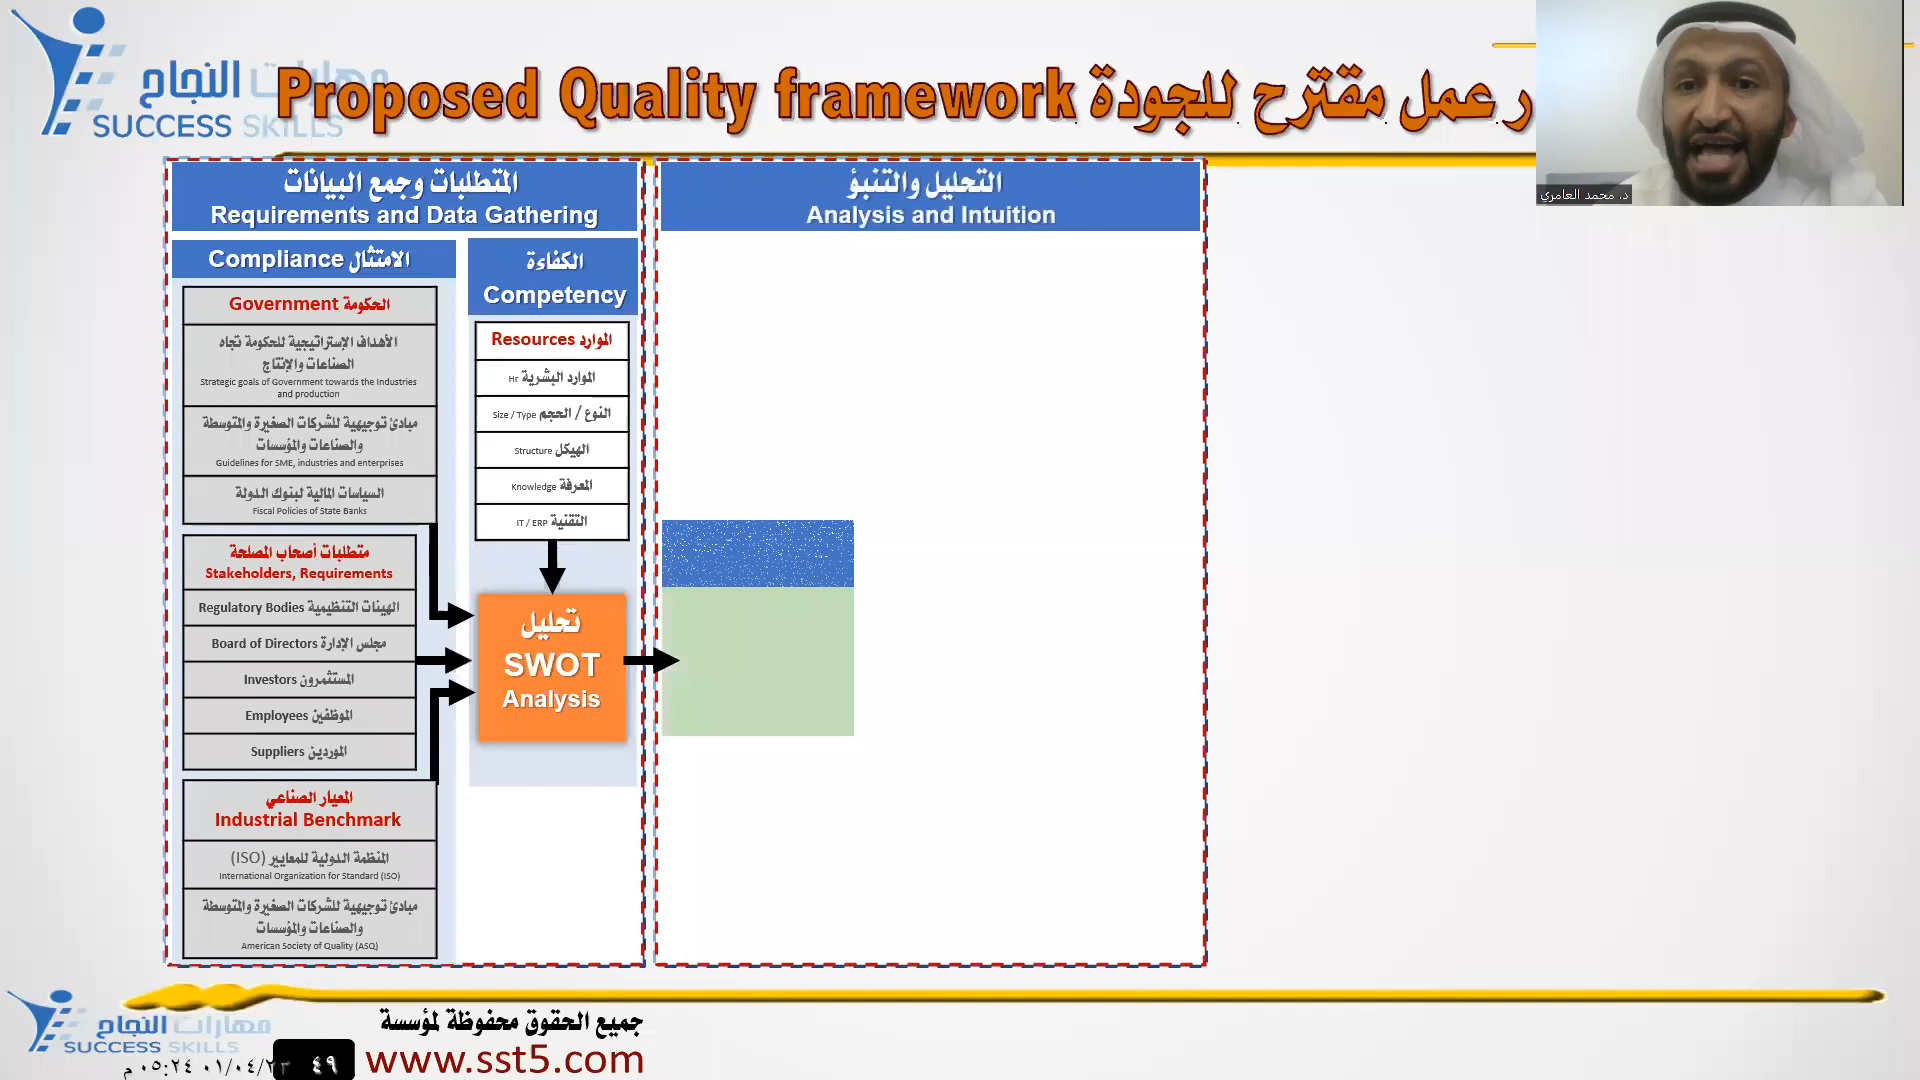 مهارات النجاح
SUCCESS SKILLS
عمل مقترح للجودة Proposed Quality framework
د. محمد العامري
المتطلبات وجمع البيانات
Requirements and Data Gathering
الامتثال Compliance
الحكومة Government
الأهداف الإستراتيجية للحكومة تجاه
الصناعات والإنتاج
Strategic goals of Government towards the Industries
and production
مبادئ توجيهية للشركات الصغيرة والمتوسطة
والصناعات والمؤسسات
Guidelines for SME, industries and enterprises
السياسات المالية لبنوك الدولة
Fiscal Policies of State Banks
متطلبات أصحاب المصلحة
Stakeholders, Requirements
الهيئات التنظيمية Regulatory Bodies
مجلس الإدارة Board of Directors
المستثمرون Investors
الموظفين Employees
الموردين Suppliers
المعيار الصناعي
Industrial Benchmark
المنظمة الدولية للمعايير (ISO)
International Organization for Standard (ISO)
مبادئ توجيهية للشركات الصغيرة والمتوسطة
والصناعات والمؤسسات
American Society of Quality (ASQ)
الكفاءة
Competency
الموارد Resources
الموارد البشرية Hr
النوع / الحجم Size / Type
الهيكل Structure
المعرفة Knowledge
التقنية IT / ERP
تحليل
SWOT
Analysis
التحليل والتنبؤ
Analysis and Intuition
مهارات النجاح
SUCCESS SKILLS
جميع الحقوق محفوظة لمؤسسة
www.sst5.com
٠١/٠٤/٢٣ ٠٥:٢٤ م
٤٩